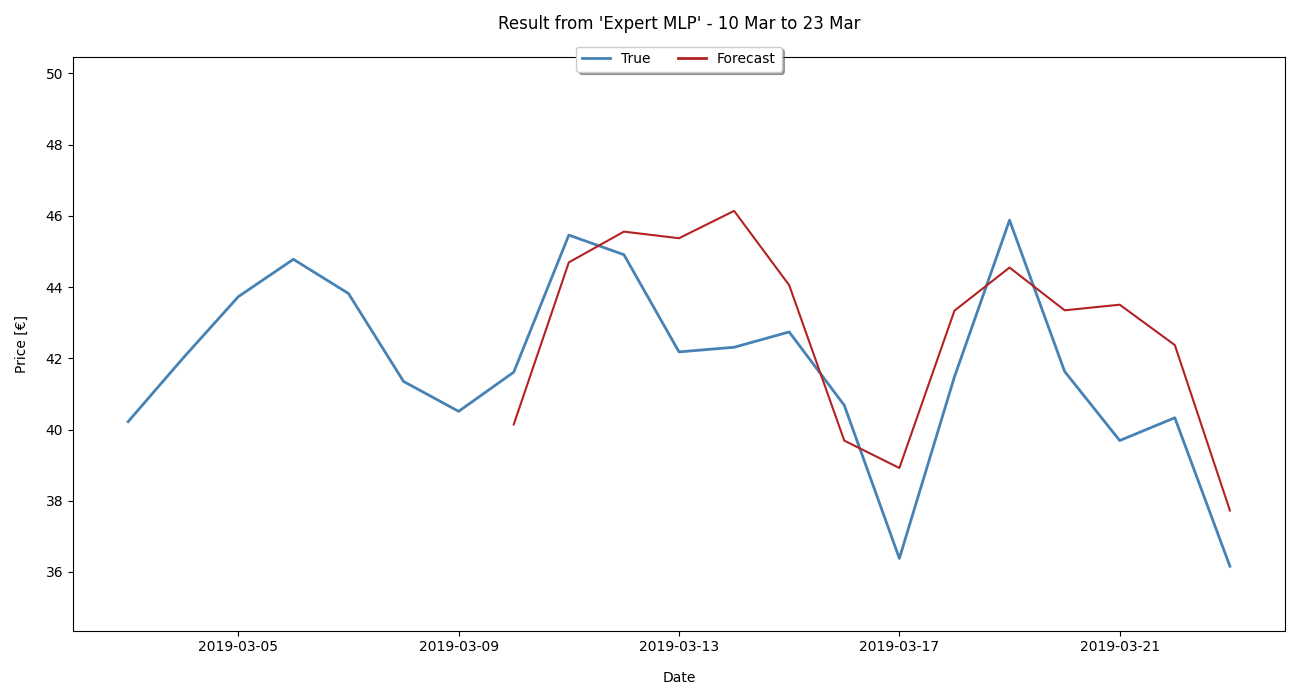 Result from 'Expert MLP' - 10 Mar to 23 Mar
True Forecast
50
48
46
44
42
40
38
36
Price [€]
2019-03-05 2019-03-09 2019-03-13 2019-03-17 2019-03-21
Date